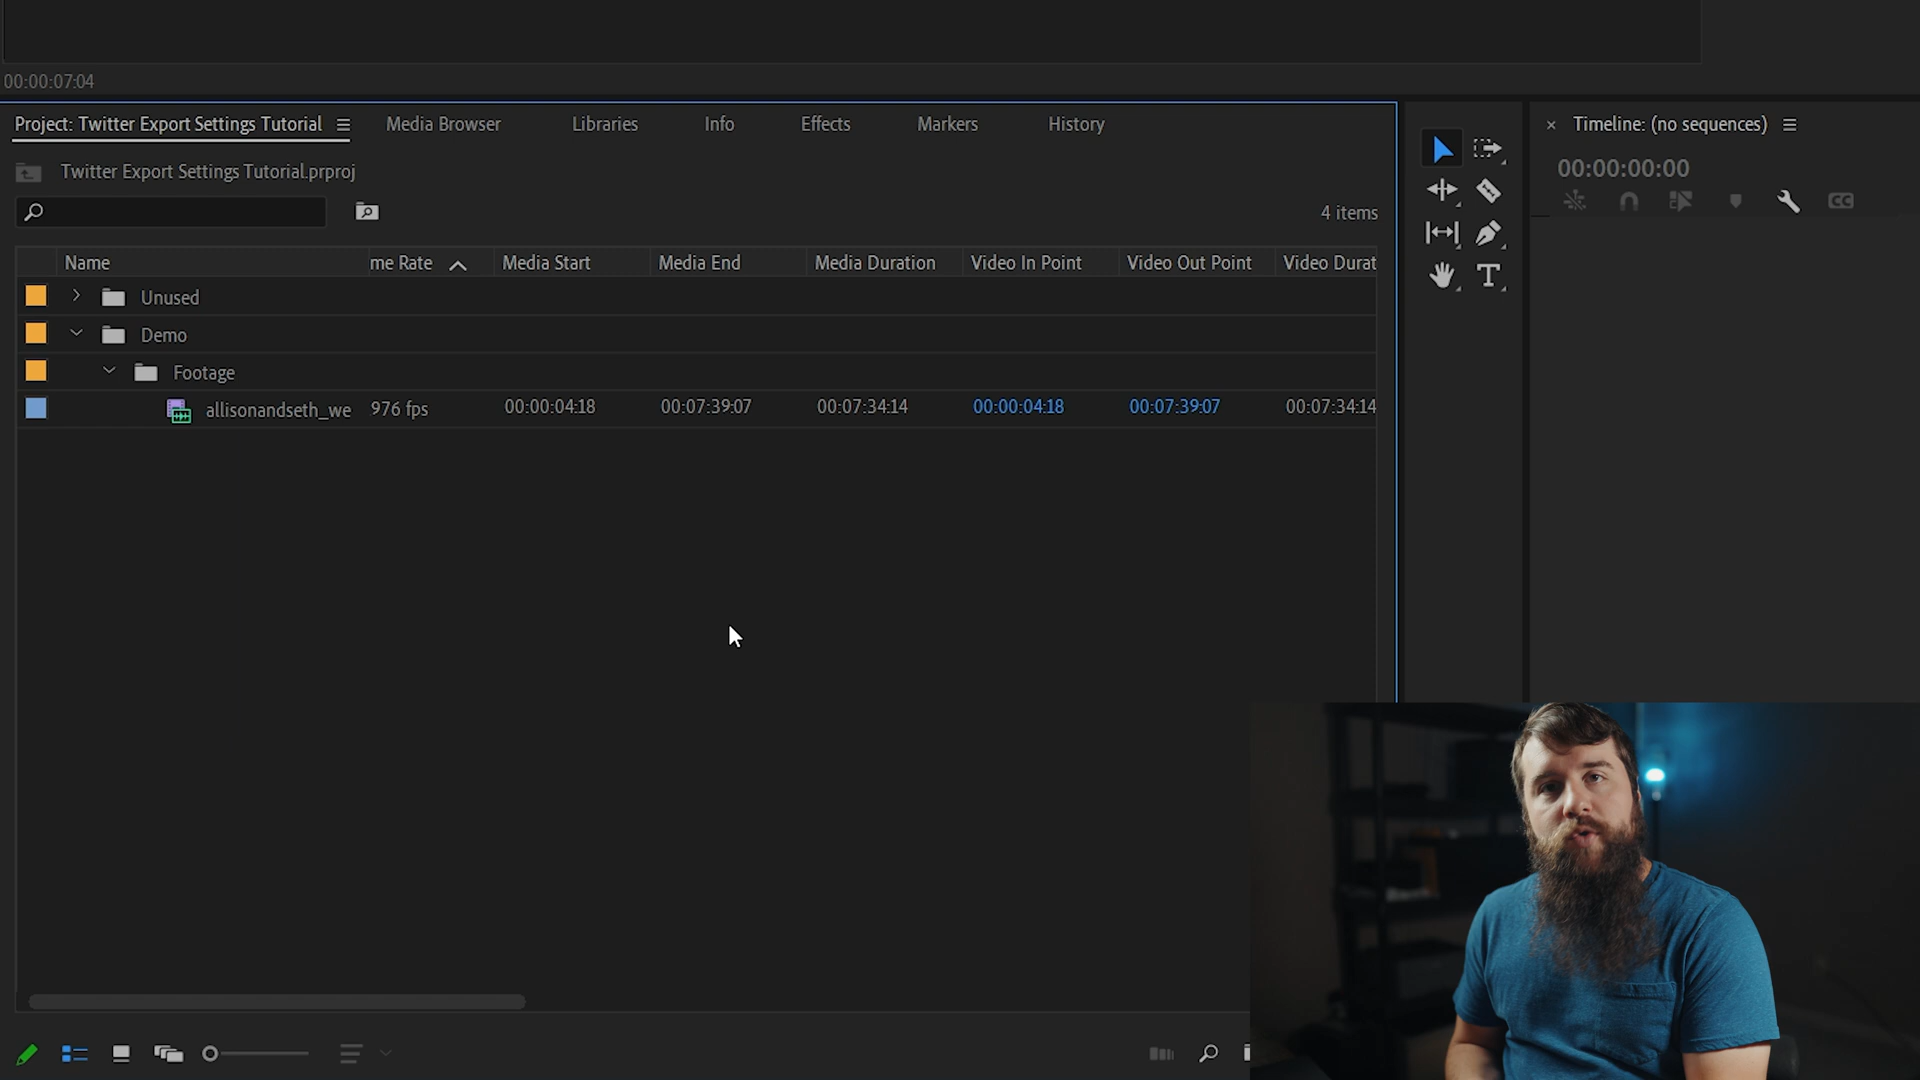 00:00:07:04
Project: Twitter Export Settings Tutorial
Media Browser
Libraries
Info
Effects
Markers
History
Timeline: (no sequences)
Twitter Export Settings Tutorial.prproj
00:00:00:00
4 items
CC
Name
me Rate
Media Start
Media End
Media Duration
Video In Point
Video Out Point
Video Durat
T
Unused
Demo
Footage
allisonandseth_we
976 fps
00:00:04:18
00:07:39:07
00:07:34:14
00:00:04:18
00:07:39:07
00:07:34:14